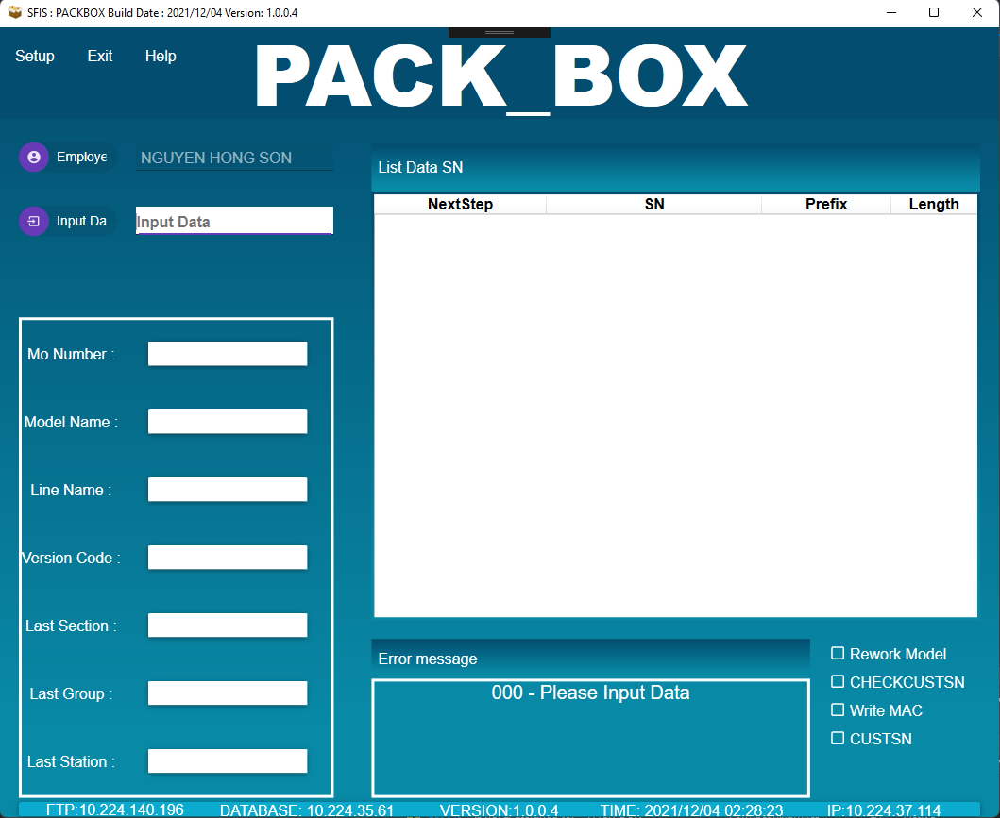 SFIS : PACKBOX Build Date : 2021/12/04 Version: 1.0.0.4
Setup Exit Help
PACK_BOX
Employe NGUYEN HONG SON
Input Da Input Data
List Data SN
NextStep SN Prefix Length
Mo Number :
Model Name :
Line Name :
Version Code :
Last Section :
Last Group :
Last Station :
Error message
000 - Please Input Data
Rework Model
CHECKCUSTSN
Write MAC
CUSTSN
FTP:10.224.140.196 DATABASE: 10.224.35.61 VERSION:1.0.0.4 TIME: 2021/12/04 02:28:23 IP:10.224.37.114